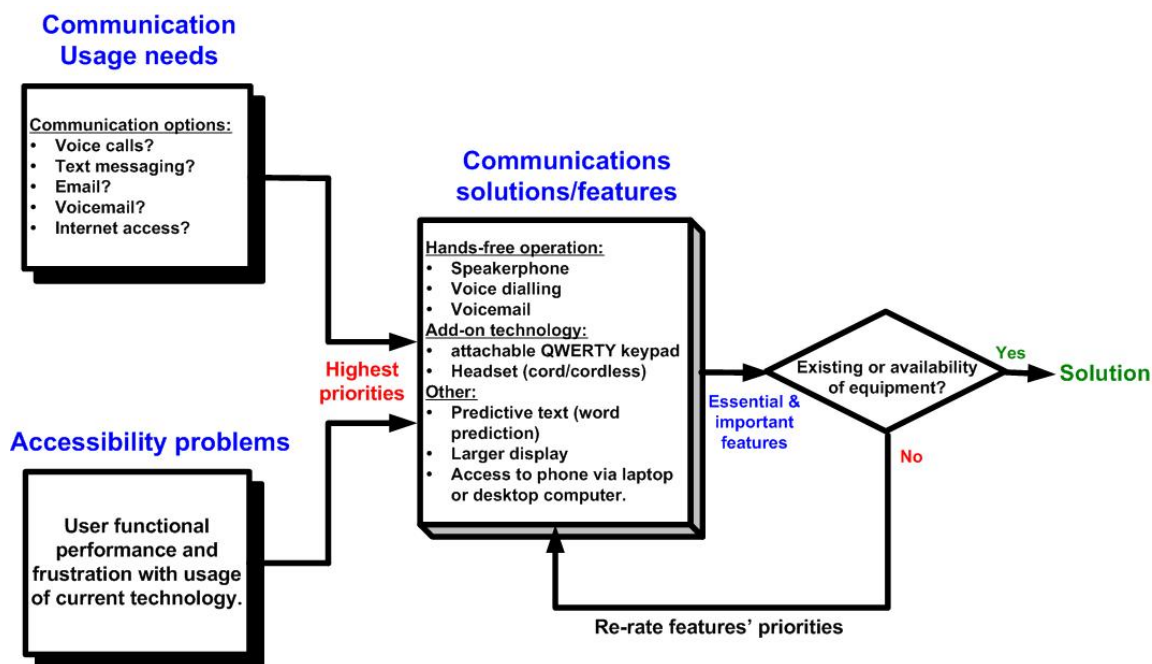 Communication
Usage needs
Communication options:
• Voice calls?
• Text messaging?
• Email?
• Voicemail?
• Internet access?
Accessibility problems
User functional
performance and
frustration with usage
of current technology.
Highest
priorities
Communications
solutions/features
Hands-free operation:
• Speakerphone
• Voice dialling
• Voicemail
Add-on technology:
• attachable QWERTY keypad
• Headset (cord/cordless)
Other:
• Predictive text (word
prediction)
• Larger display
• Access to phone via laptop
or desktop computer.
Essential &
important
features
Existing or availability
of equipment?
Yes
Solution
No
Re-rate features’ priorities